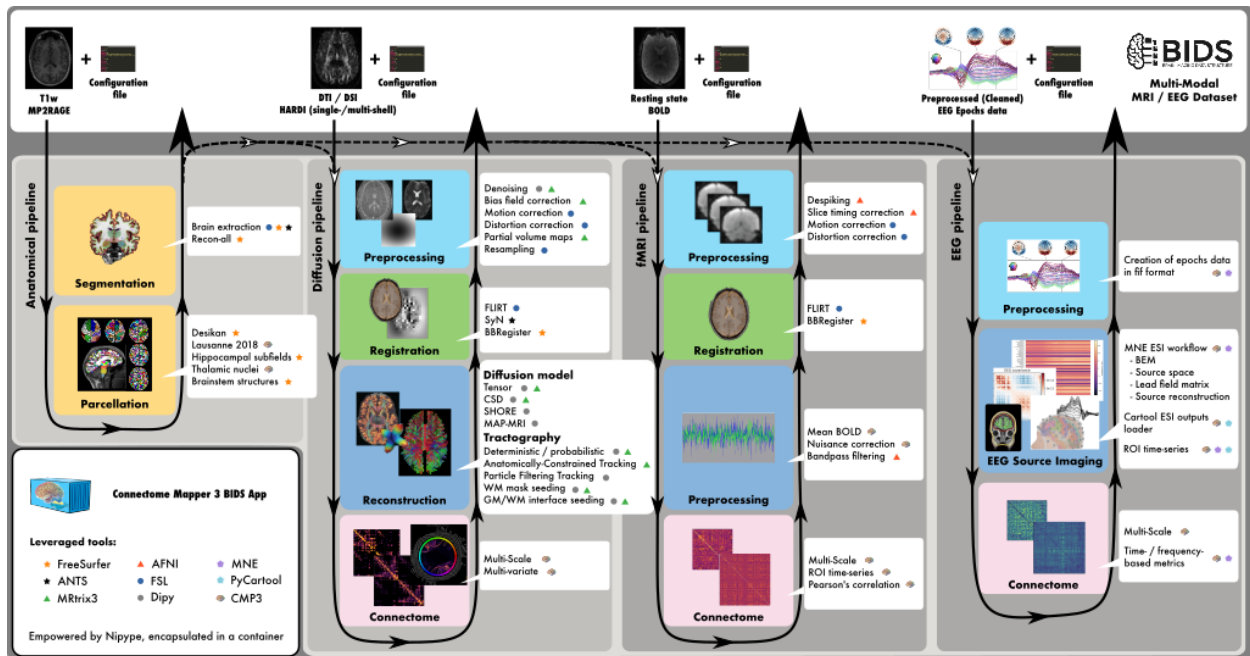 T1w
MP2RAGE
+
Configuration
file
DTI / DSI
HARDI (single-/multi-shell)
+
Configuration
file
Resting state
BOLD
+
Configuration
file
Preprocessed (Cleaned)
EEG Epochs data
+
Configuration
file
BIDS
Multi-Modal
MRI / EEG Dataset
Anatomical pipeline
Segmentation
Brain extraction
Recon-all
Parcellation
Desikan
Lausanne 2018
Hippocampal subfields
Thalamic nuclei
Brainstem structures
Diffusion pipeline
Preprocessing
Denoising
Bias field correction
Motion correction
Distortion correction
Partial volume maps
Resampling
Registration
FLIRT
SyN
BBRegister
Reconstruction
Diffusion model
Tensor
CSD
SHORE
MAP-MRI
Tractography
Deterministic / probabilistic
Anatomically-Constrained Tracking
Particle Filtering Tracking
WM mask seeding
GM/WM interface seeding
Connectome
Multi-Scale
Multi-variate
fMRI pipeline
Preprocessing
Despiking
Slice timing correction
Motion correction
Distortion correction
Registration
FLIRT
BBRegister
Preprocessing
Mean BOLD
Nuisance correction
Bandpass filtering
Connectome
Multi-Scale
ROI time-series
Pearson's correlation
EEG pipeline
Preprocessing
Creation of epochs data
in fif format
EEG Source Imaging
MNE ESI workflow
- BEM
- Source space
- Lead field matrix
- Source reconstruction
Cartool ESI outputs
loader
ROI time-series
Connectome
Multi-Scale
Time- / frequency-
based metrics
Connectome Mapper 3 BIDS App
Leveraged tools:
FreeSurfer
AFNI
MNE
ANTS
FSL
PyCartool
MRtrix3
Dipy
CMP3
Empowered by Nipype, encapsulated in a container